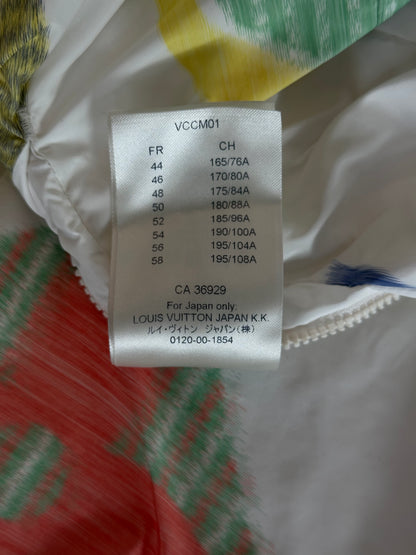 VCCM01
FR CH
44 165/76A
46 170/80A
48 175/84A
50 180/88A
52 185/96A
54 190/100A
56 195/104A
58 195/108A
CA 36929
For Japan only:
LOUIS VUITTON JAPAN K.K.
ルイ・ヴィトン ジャパン(株)
0120-00-1854